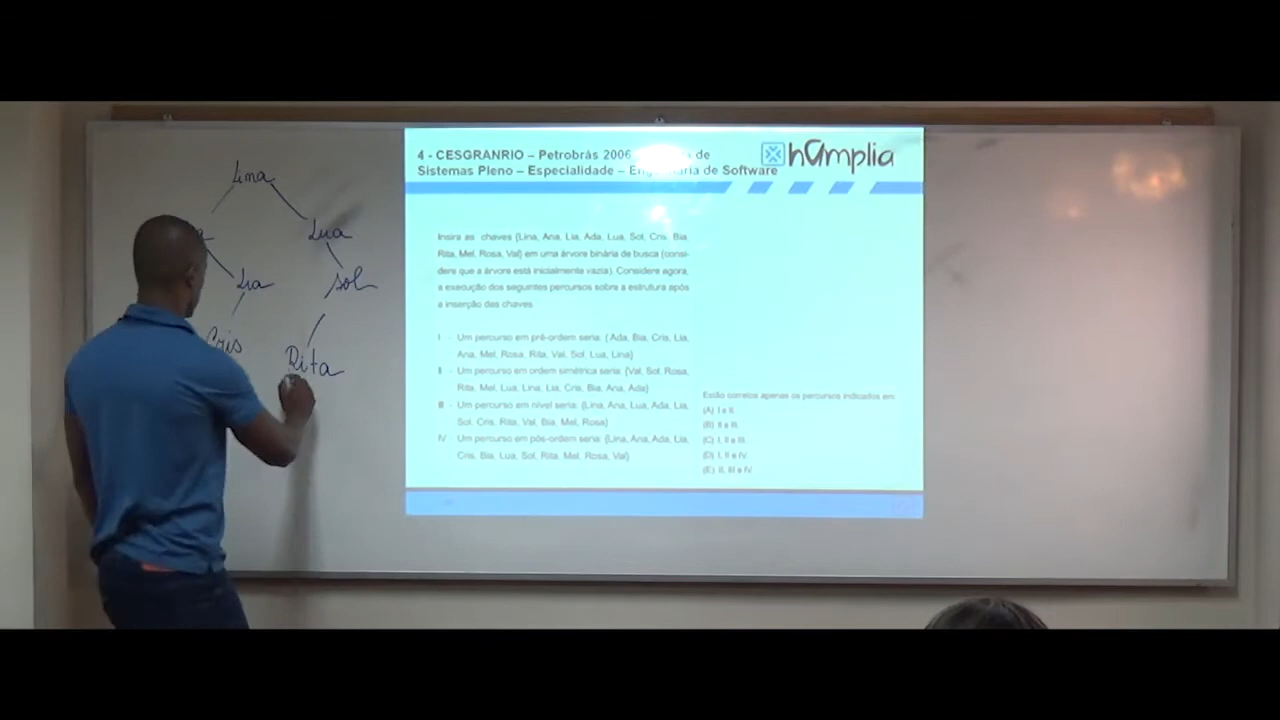 4 - CESGRANRIO – Petrobrás 2006 de
Sistemas Pleno – Especialidade – Engenharia de Software
hamplia
Insira as chaves {Lina, Ana, Lia, Ada, Lua, Sol, Cris, Bia,
Rita, Mel, Rosa, Val} em uma árvore binária de busca (consi-
dere que a árvore está inicialmente vazia). Considere agora,
a execução dos seguintes percursos sobre a estrutura após
a inserção das chaves.
I - Um percurso em pré-ordem seria: {Ada, Bia, Cris, Lia,
Ana, Mel, Rosa, Rita, Val, Sol, Lua, Lina}
II - Um percurso em ordem simétrica seria: {Val, Sol, Rosa,
Rita, Mel, Lua, Lina, Lia, Cris, Bia, Ana, Ada}
III - Um percurso em nível seria: {Lina, Ana, Lua, Ada, Lia,
Sol, Cris, Rita, Val, Bia, Mel, Rosa}
IV - Um percurso em pós-ordem seria: {Lina, Ana, Ada, Lia,
Cris, Bia, Lua, Sol, Rita, Mel, Rosa, Val}
Estão corretos apenas os percursos indicados em:
(A) I e II.
(B) II e III.
(C) I, II e III.
(D) I, II e IV.
(E) II, III e IV.
Lina
Lua
Lia
Sol
Cris
Rita